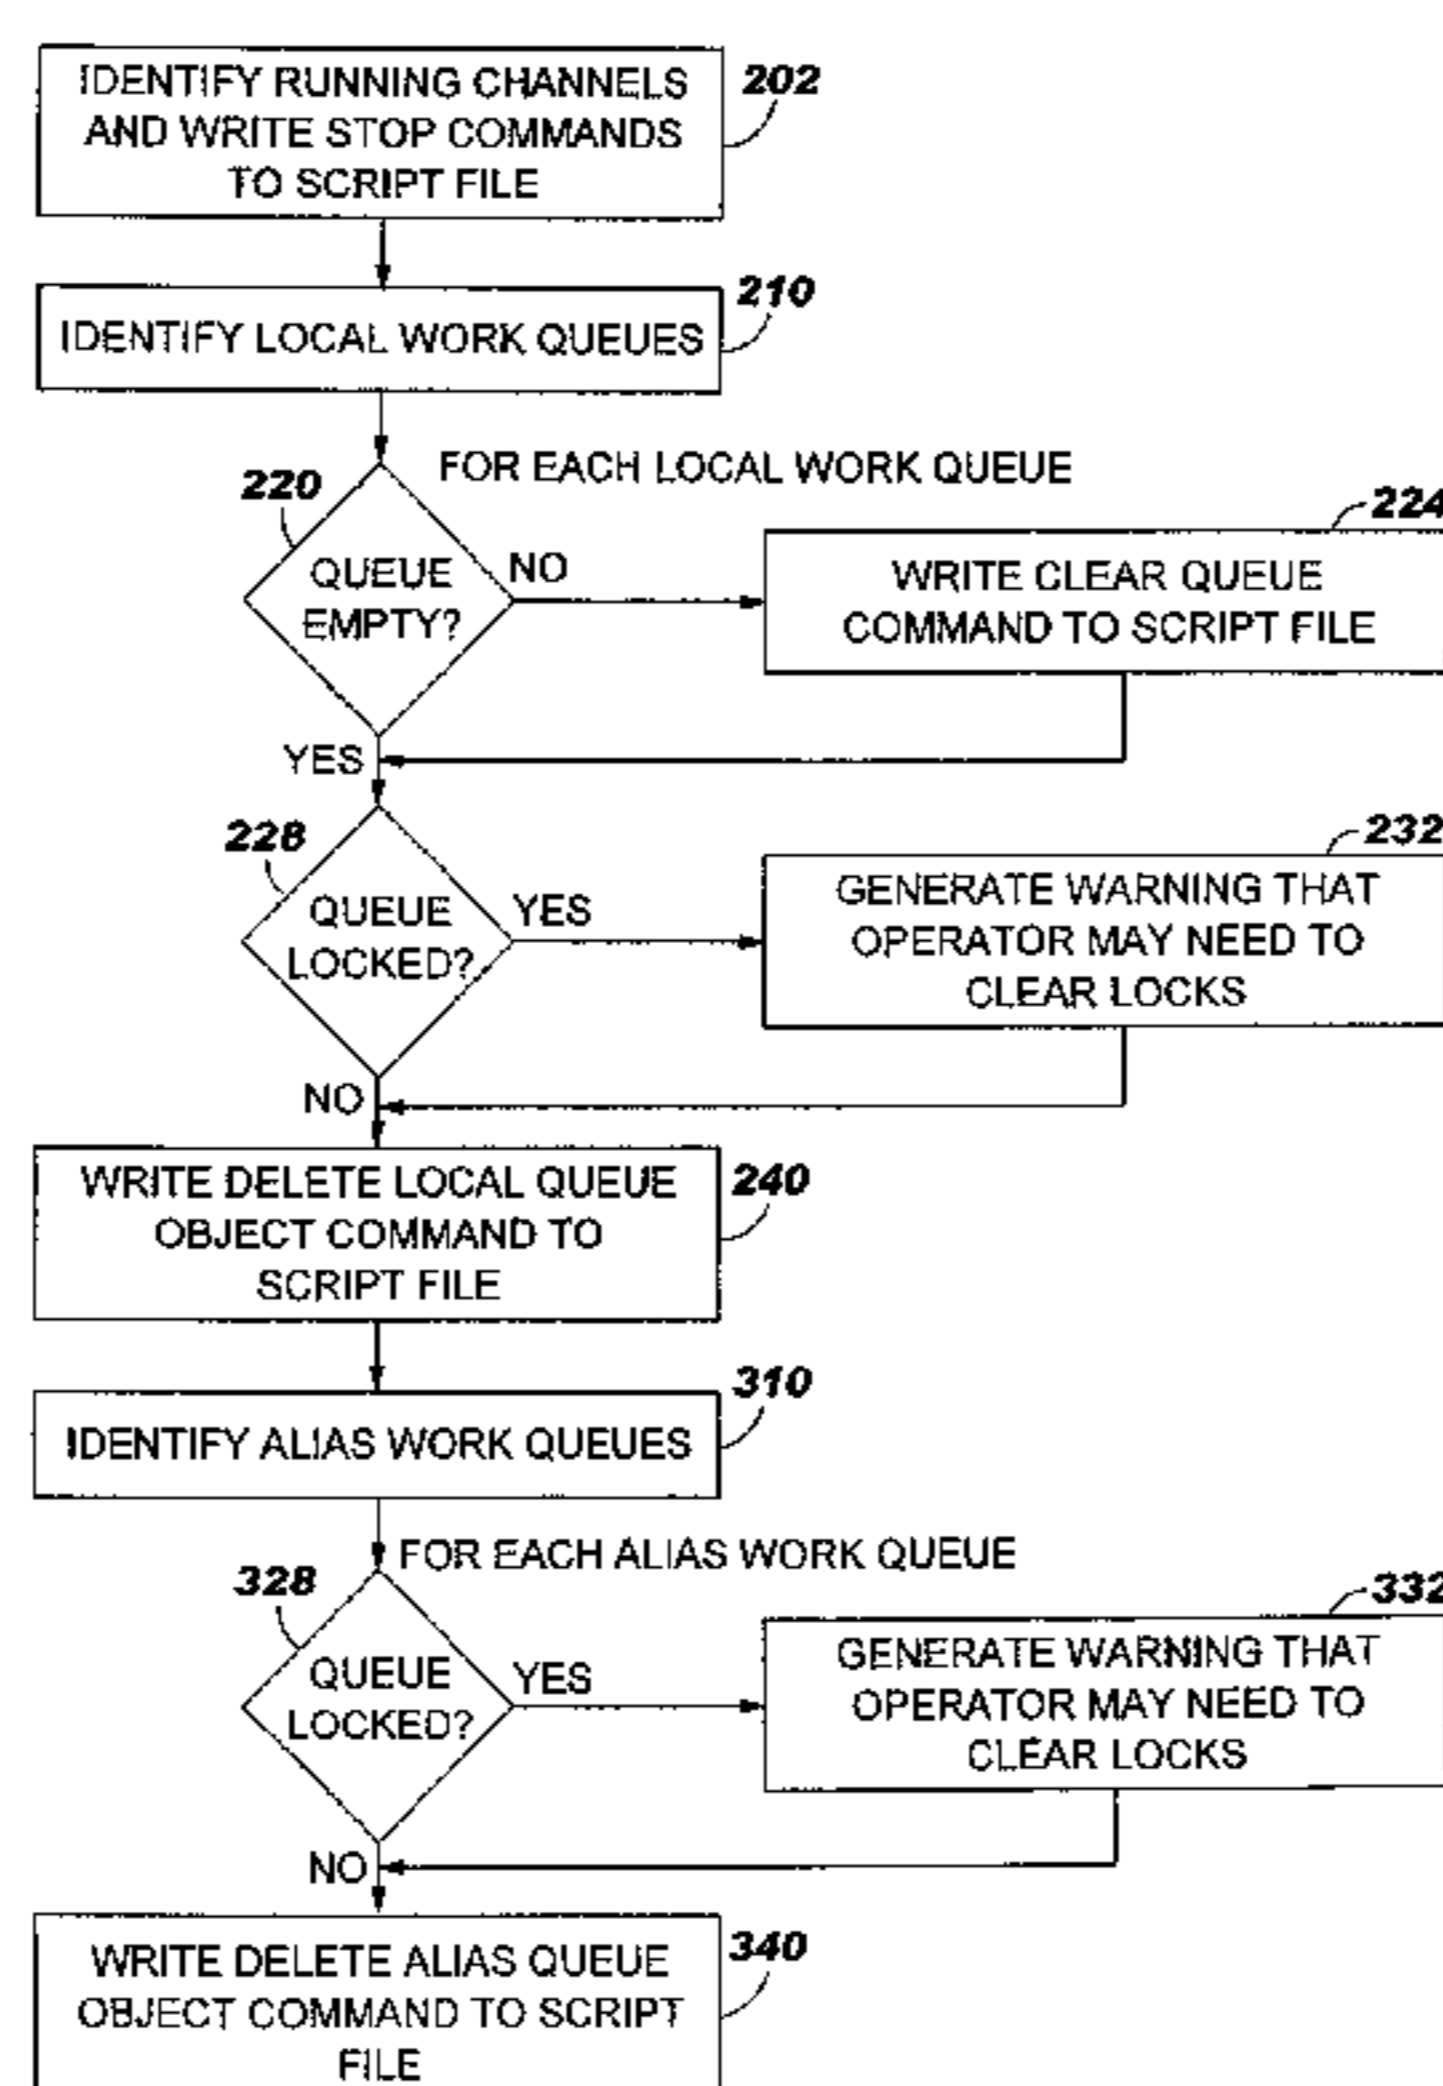 IDENTIFY RUNNING CHANNELS
AND WRITE STOP COMMANDS
TO SCRIPT FILE
202
IDENTIFY LOCAL WORK QUEUES
210
FOR EACH LOCAL WORK QUEUE
220
QUEUE
EMPTY?
NO
224
WRITE CLEAR QUEUE
COMMAND TO SCRIPT FILE
YES
228
QUEUE
LOCKED?
YES
232
GENERATE WARNING THAT
OPERATOR MAY NEED TO
CLEAR LOCKS
NO
WRITE DELETE LOCAL QUEUE
OBJECT COMMAND TO
SCRIPT FILE
240
IDENTIFY ALIAS WORK QUEUES
310
FOR EACH ALIAS WORK QUEUE
328
QUEUE
LOCKED?
YES
332
GENERATE WARNING THAT
OPERATOR MAY NEED TO
CLEAR LOCKS
NO
WRITE DELETE ALIAS QUEUE
OBJECT COMMAND TO SCRIPT
FILE
340